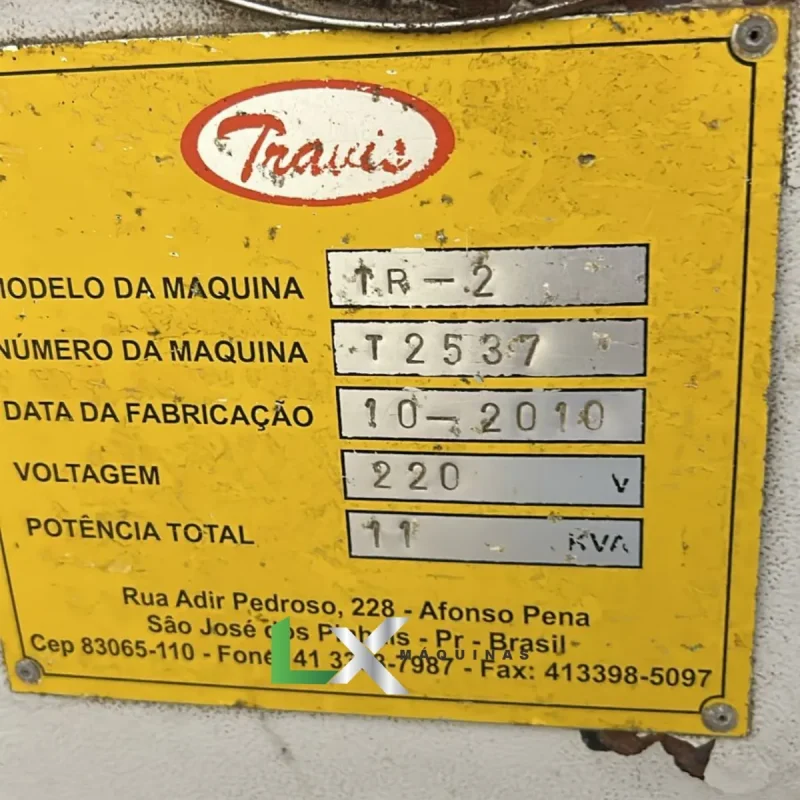 Travis
MODELO DA MAQUINA TR-2
NÚMERO DA MAQUINA T2537
DATA DA FABRICAÇÃO 10-2010
VOLTAGEM 220 V
POTÊNCIA TOTAL 11 KVA
Rua Adir Pedroso, 228 - Afonso Pena
São José dos - Pr - Brasil
Cep 83065-110 - Fone 41 - Fax: 413398-5097
LX MÁQUINAS